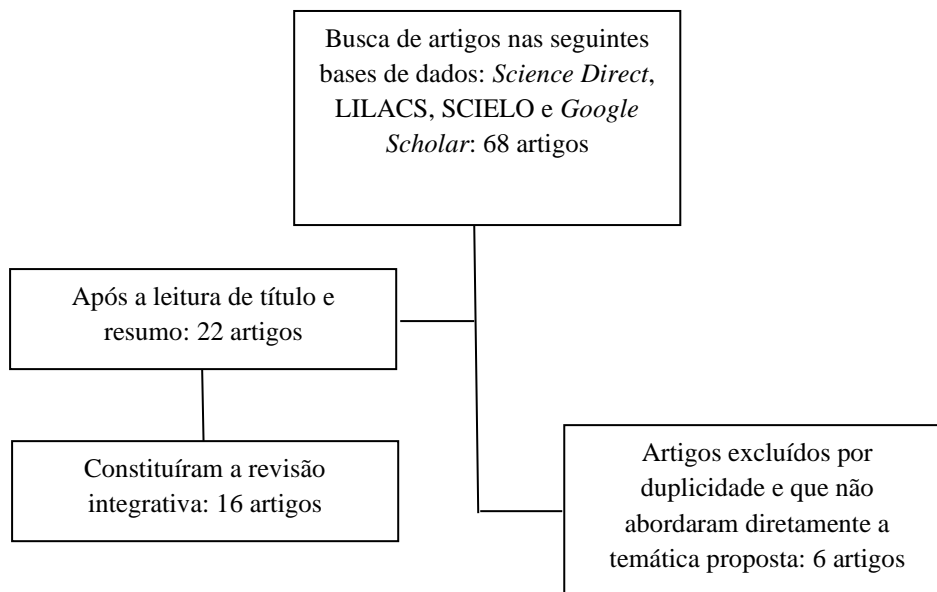 Busca de artigos nas seguintes
bases de dados: Science Direct,
LILACS, SCIELO e Google
Scholar: 68 artigos
Após a leitura de título e
resumo: 22 artigos
Constituíram a revisão
integrativa: 16 artigos
Artigos excluídos por
duplicidade e que não
abordaram diretamente a
temática proposta: 6 artigos